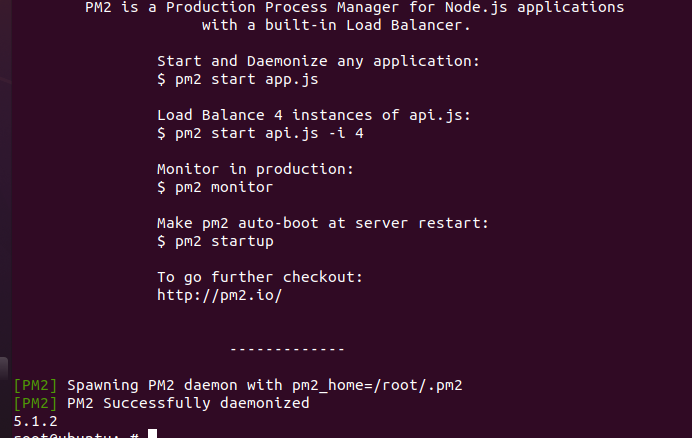 PM2 is a Production Process Manager for Node.js applications
with a built-in Load Balancer.
Start and Daemonize any application:
$ pm2 start app.js
Load Balance 4 instances of api.js:
$ pm2 start api.js -i 4
Monitor in production:
$ pm2 monitor
Make pm2 auto-boot at server restart:
$ pm2 startup
To go further checkout:
http://pm2.io/
-------------
[PM2] Spawning PM2 daemon with pm2_home=/root/.pm2
[PM2] PM2 Successfully daemonized
5.1.2
root@ubuntu:~#